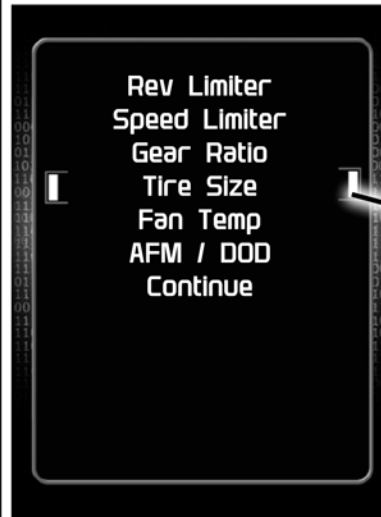 Rev Limiter
Speed Limiter
Gear Ratio
Tire Size
Fan Temp
AFM / DOD
Continue